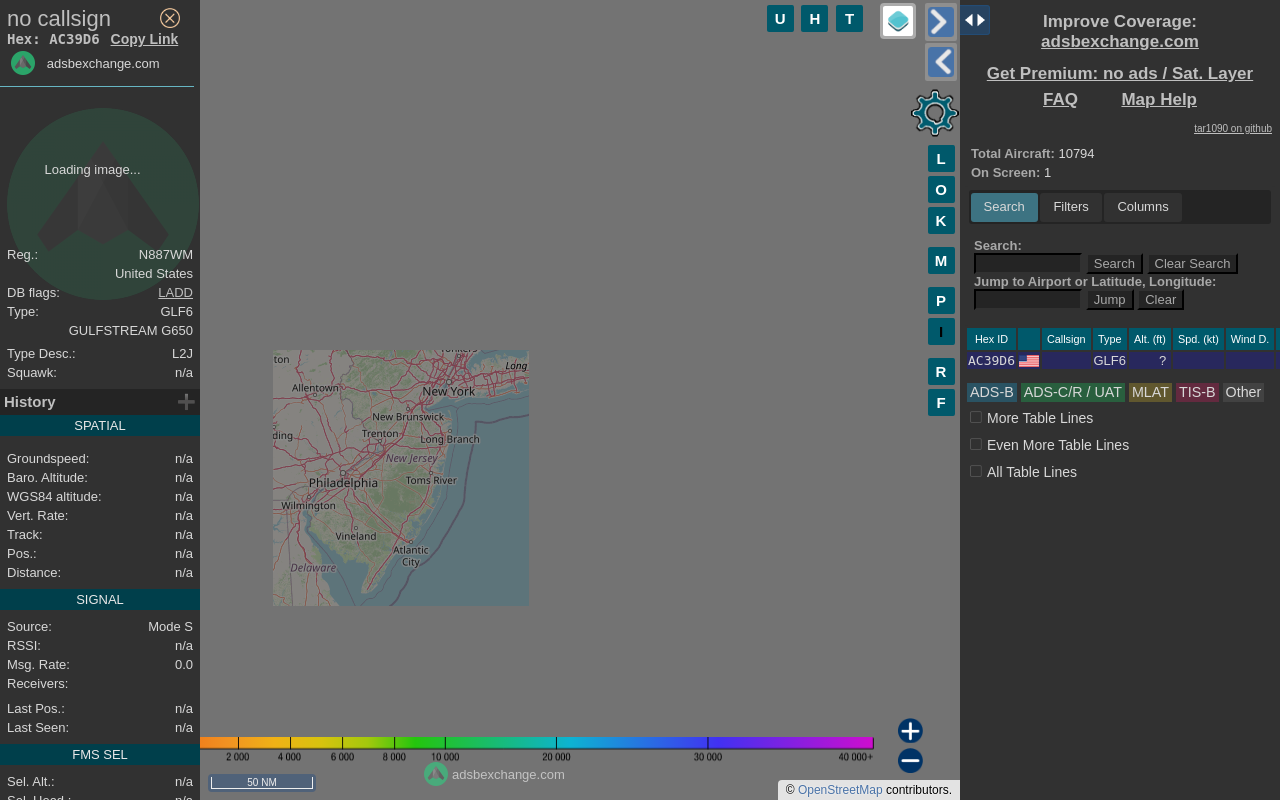 no callsign
Hex: AC39D6 Copy Link
adsbexchange.com
Loading image...
Reg.: N887WM
United States
DB flags: LADD
Type: GLF6
GULFSTREAM G650
Type Desc.: L2J
Squawk: n/a
History
SPATIAL
Groundspeed: n/a
Baro. Altitude: n/a
WGS84 altitude: n/a
Vert. Rate: n/a
Track: n/a
Pos.: n/a
Distance: n/a
SIGNAL
Source: Mode S
RSSI: n/a
Msg. Rate: 0.0
Receivers:
Last Pos.: n/a
Last Seen: n/a
FMS SEL
Sel. Alt.: n/a
Sel. Head.: n/a
U H T
L
O
K
M
P
I
R
F
ton
Long
Allentown
New York
New Brunswick
ding
Trenton
Long Branch
New Jersey
Philadelphia
Toms River
Wilmington
Vineland
Atlantic
City
Delaware
2 000 4 000 6 000 8 000 10 000 20 000 30 000 40 000+
adsbexchange.com
50 NM
© OpenStreetMap contributors.
Improve Coverage:
adsbexchange.com
Get Premium: no ads / Sat. Layer
FAQ Map Help
tar1090 on github
Total Aircraft: 10794
On Screen: 1
Search Filters Columns
Search:
Search Clear Search
Jump to Airport or Latitude, Longitude:
Jump Clear
Hex ID Callsign Type Alt. (ft) Spd. (kt) Wind D.
AC39D6 GLF6 ?
ADS-B ADS-C/R / UAT MLAT TIS-B Other
More Table Lines
Even More Table Lines
All Table Lines